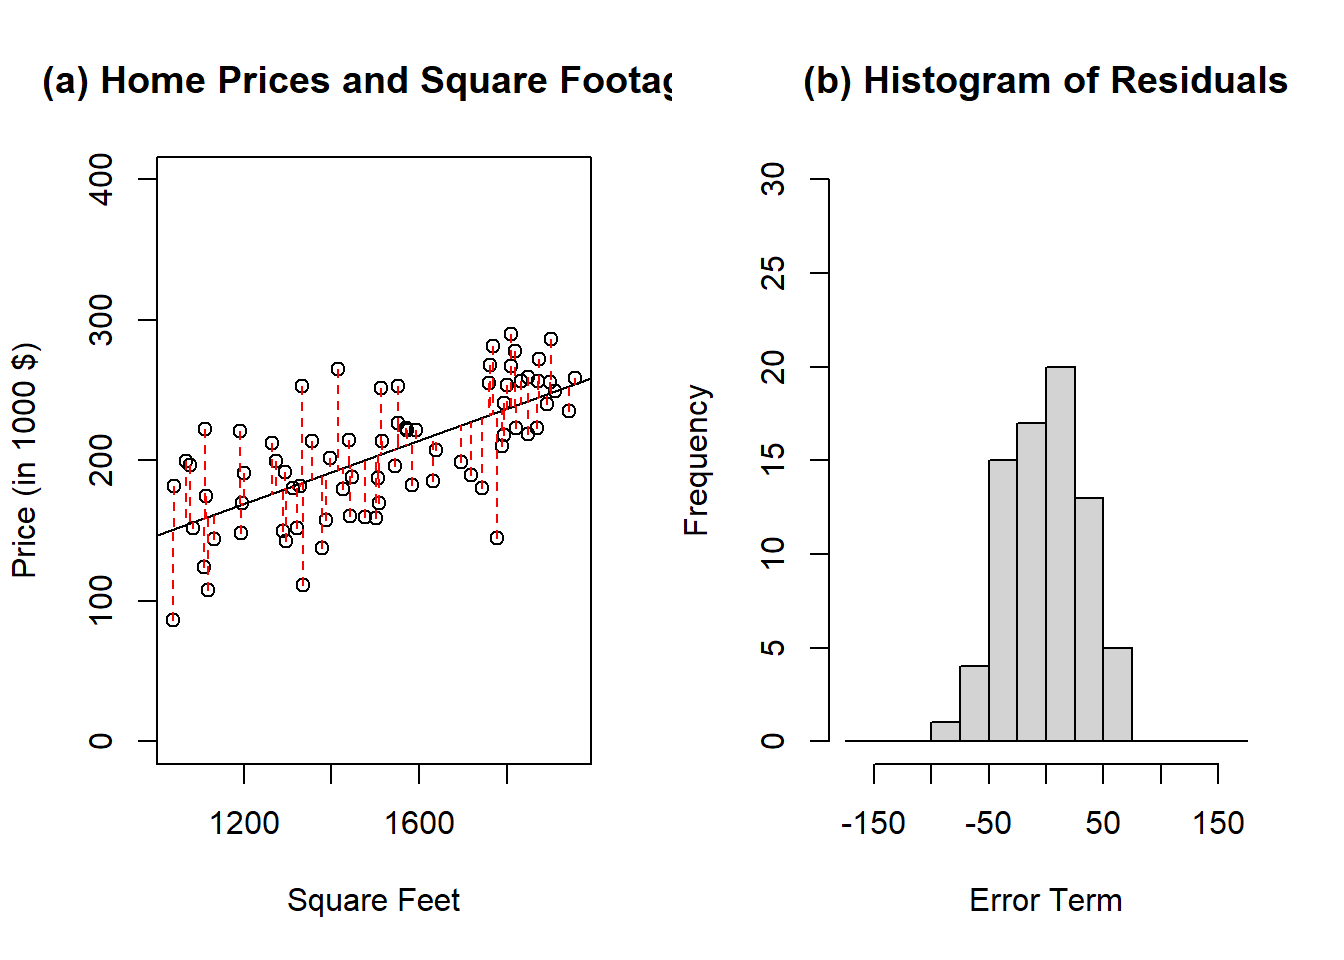 (a) Home Prices and Square Footag
Price (in 1000 $)
400
300
200
100
0
1200 1600
Square Feet
(b) Histogram of Residuals
Frequency
30
25
20
15
10
5
0
-150 -50 50 150
Error Term